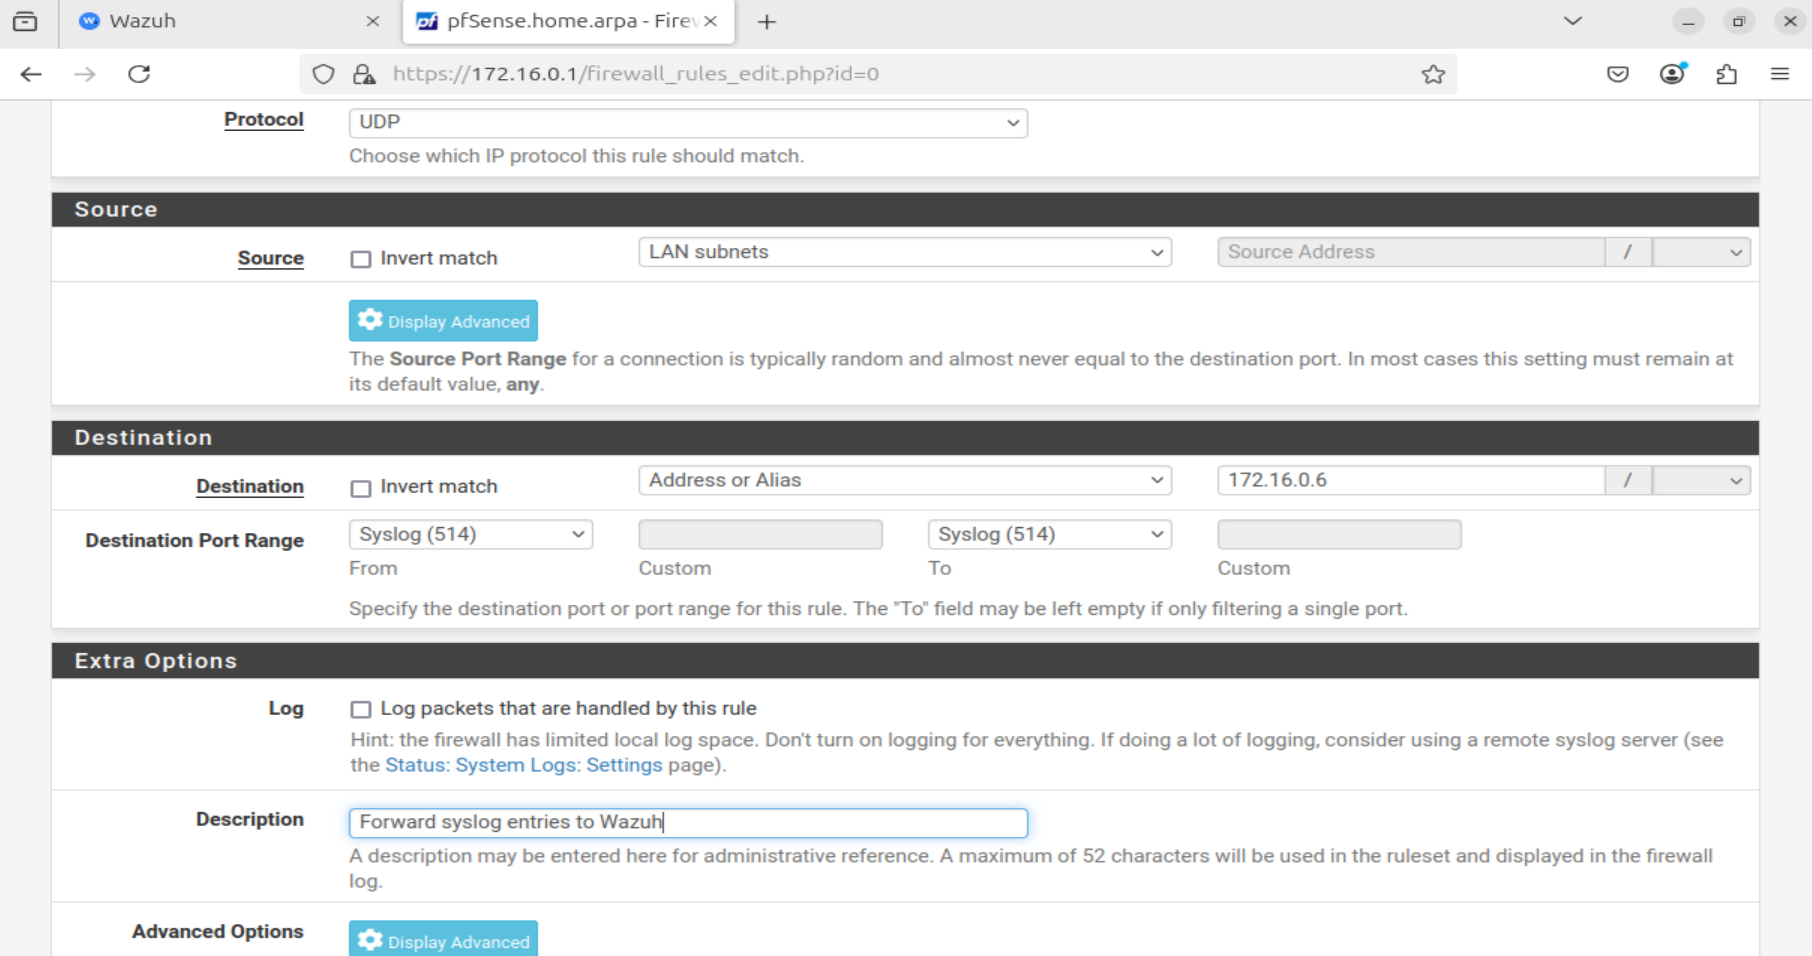 Wazuh
pfSense.home.arpa - Firew
https://172.16.0.1/firewall_rules_edit.php?id=0
Protocol
UDP
Choose which IP protocol this rule should match.
Source
Source
Invert match
LAN subnets
Source Address
/
Display Advanced
The Source Port Range for a connection is typically random and almost never equal to the destination port. In most cases this setting must remain at
its default value, any.
Destination
Destination
Invert match
Address or Alias
172.16.0.6
/
Destination Port Range
Syslog (514)
Syslog (514)
From
Custom
To
Custom
Specify the destination port or port range for this rule. The "To" field may be left empty if only filtering a single port.
Extra Options
Log
Log packets that are handled by this rule
Hint: the firewall has limited local log space. Don't turn on logging for everything. If doing a lot of logging, consider using a remote syslog server (see
the Status: System Logs: Settings page).
Description
Forward syslog entries to Wazuh
A description may be entered here for administrative reference. A maximum of 52 characters will be used in the ruleset and displayed in the firewall
log.
Advanced Options
Display Advanced